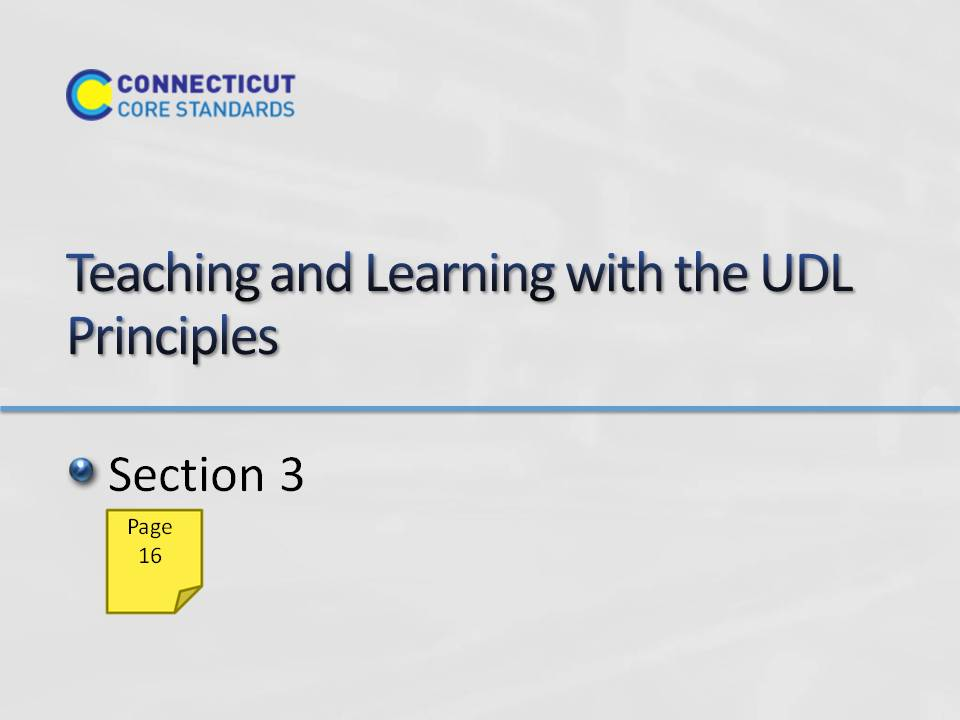 CONNECTICUT
CORE STANDARDS
Teaching and Learning with the UDL
Principles
Section 3
Page
16